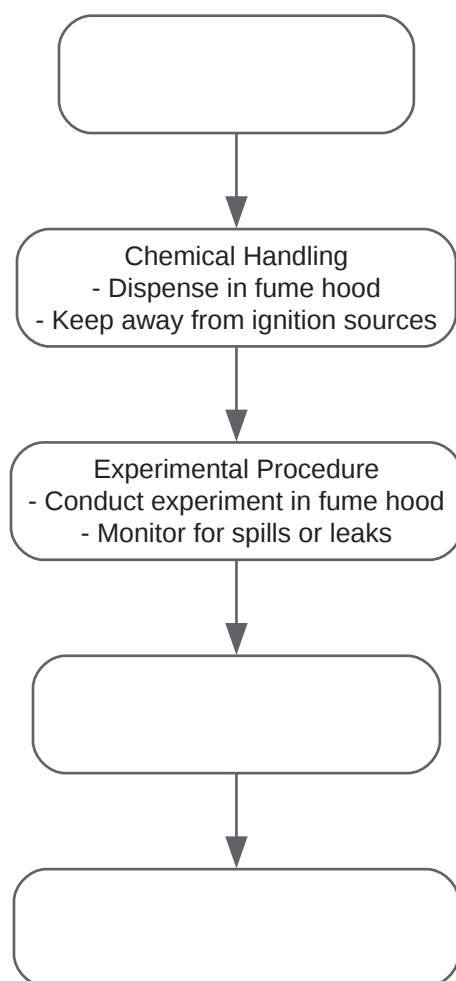 Chemical Handling
- Dispense in fume hood
- Keep away from ignition sources
Experimental Procedure
- Conduct experiment in fume hood
- Monitor for spills or leaks